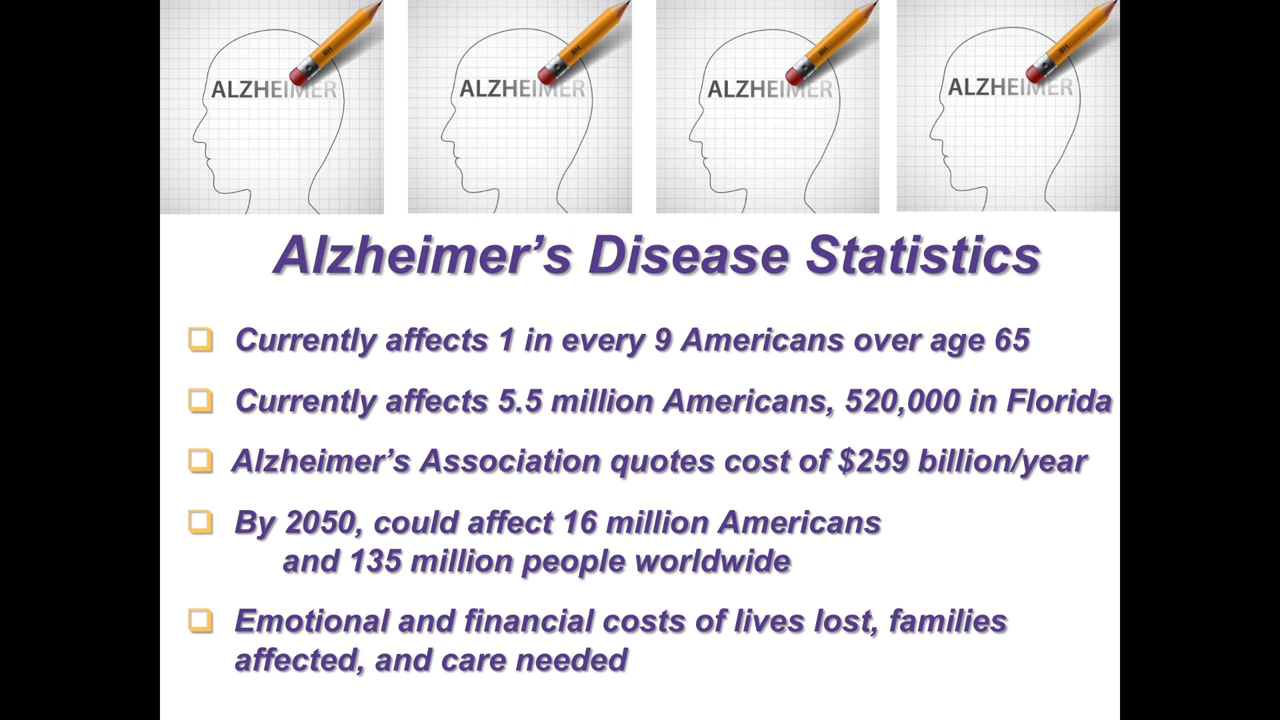 ALZHEIMER ALZHEIMER ALZHEIMER ALZHEIMER
Alzheimer’s Disease Statistics
❑ Currently affects 1 in every 9 Americans over age 65
❑ Currently affects 5.5 million Americans, 520,000 in Florida
❑ Alzheimer’s Association quotes cost of $259 billion/year
❑ By 2050, could affect 16 million Americans
and 135 million people worldwide
❑ Emotional and financial costs of lives lost, families
affected, and care needed